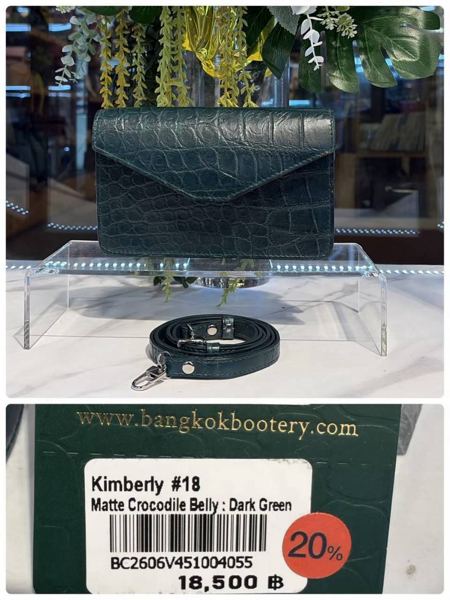 www.bangkokbootery.com
Kimberly #18
Matte Crocodile Belly : Dark Green
BC2606V451004055
18,500 ฿
20%